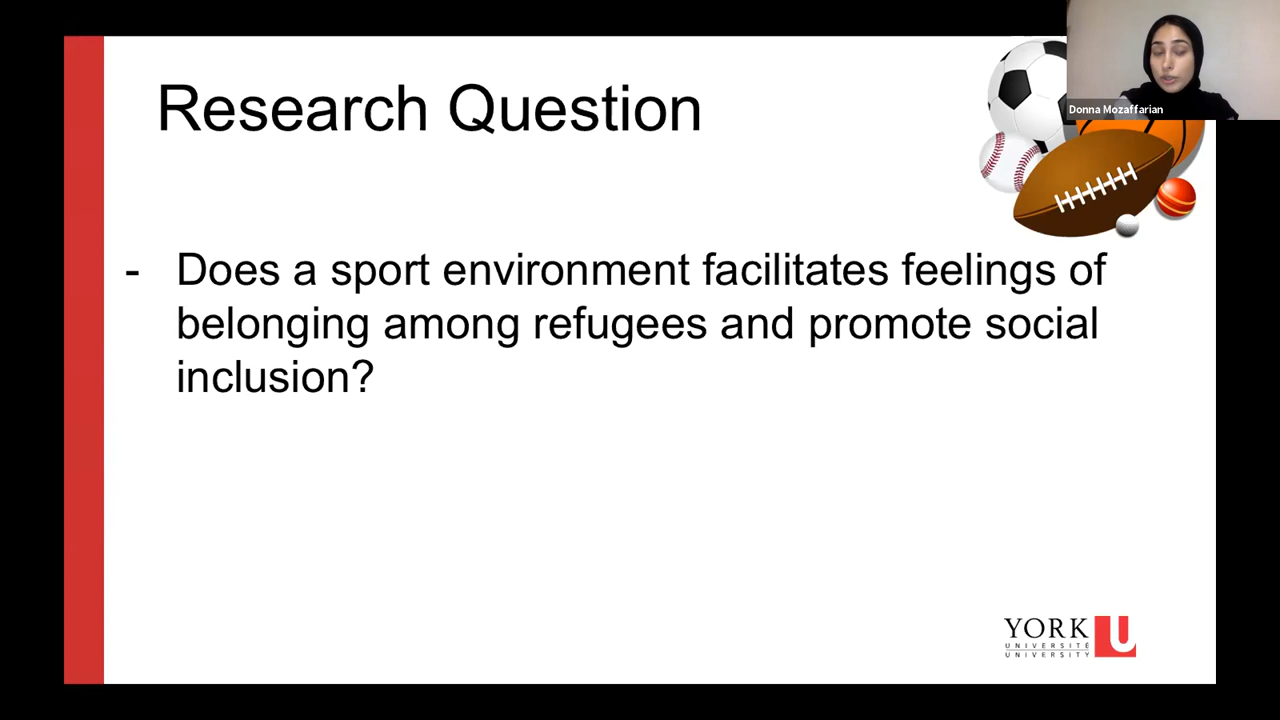 Research Question
Donna Mozaffarian
- Does a sport environment facilitates feelings of
belonging among refugees and promote social
inclusion?
YORK U
UNIVERSITÉ
UNIVERSITY